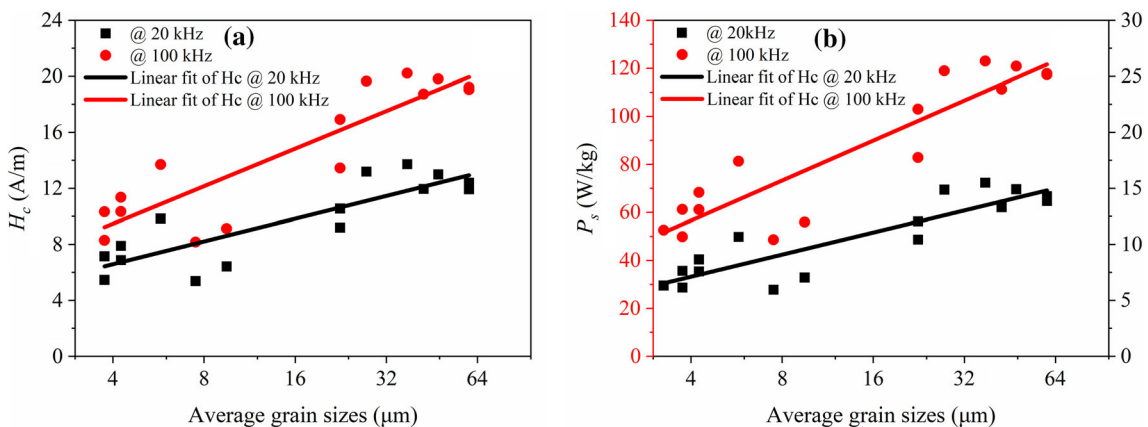 (a)
@ 20 kHz
@ 100 kHz
Linear fit of Hc @ 20 kHz
Linear fit of Hc @ 100 kHz
24
20
16
12
8
4
0
H_c (A/m)
4 8 16 32 64
Average grain sizes (μm)
(b)
@ 20kHz
@ 100 kHz
Linear fit of Hc @ 20 kHz
Linear fit of Hc @ 100 kHz
140
120
100
80
60
40
20
0
P_s (W/kg)
30
25
20
15
10
5
0
4 8 16 32 64
Average grain sizes (μm)